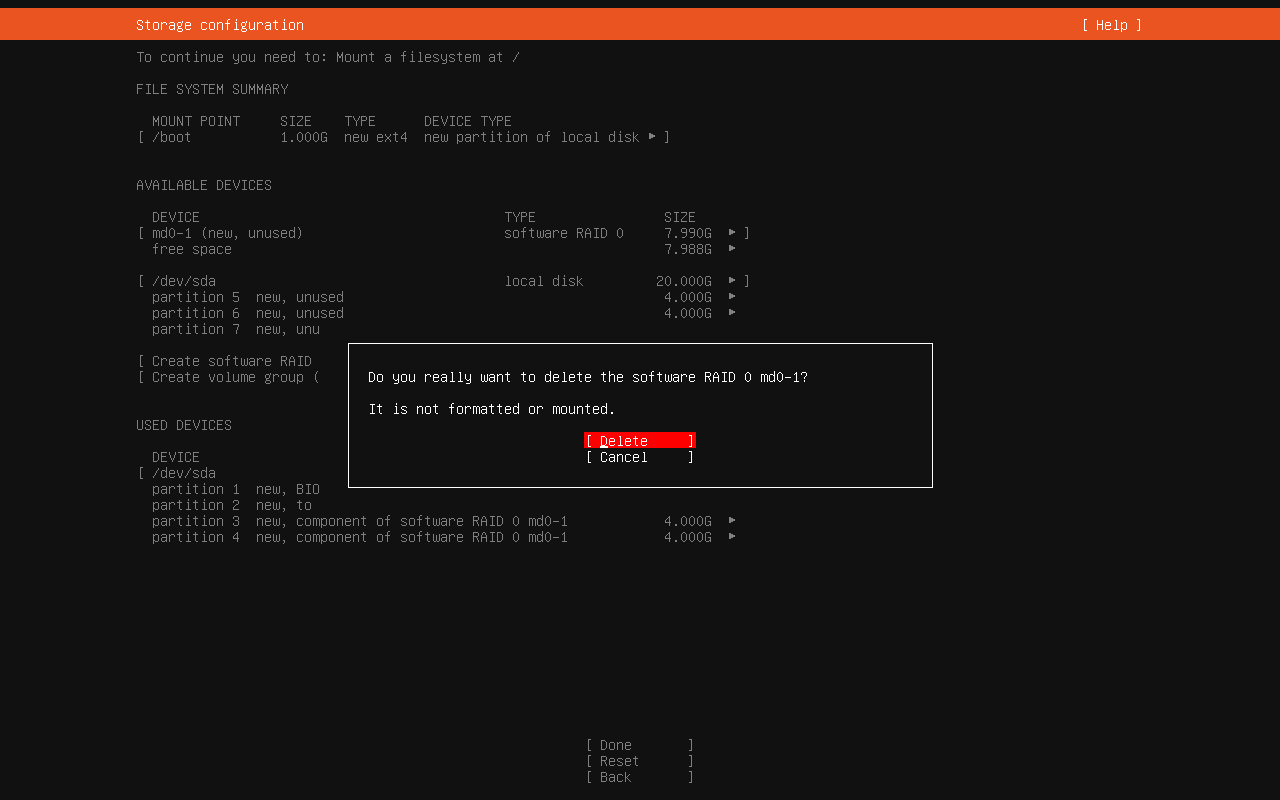 Storage configuration [ Help ]
To continue you need to: Mount a filesystem at /
FILE SYSTEM SUMMARY
MOUNT POINT SIZE TYPE DEVICE TYPE
[ /boot 1.000G new ext4 new partition of local disk ▸ ]
AVAILABLE DEVICES
DEVICE TYPE SIZE
[ md0-1 (new, unused) software RAID 0 7.990G ▸ ]
free space 7.988G ▸
[ /dev/sda local disk 20.000G ▸ ]
partition 5 new, unused 4.000G ▸
partition 6 new, unused 4.000G ▸
partition 7 new, unu
[ Create software RAID
[ Create volume group (
Do you really want to delete the software RAID 0 md0-1?
It is not formatted or mounted.
[ Delete ]
[ Cancel ]
USED DEVICES
DEVICE
[ /dev/sda
partition 1 new, BIO
partition 2 new, to
partition 3 new, component of software RAID 0 md0-1 4.000G ▸
partition 4 new, component of software RAID 0 md0-1 4.000G ▸
[ Done ]
[ Reset ]
[ Back ]